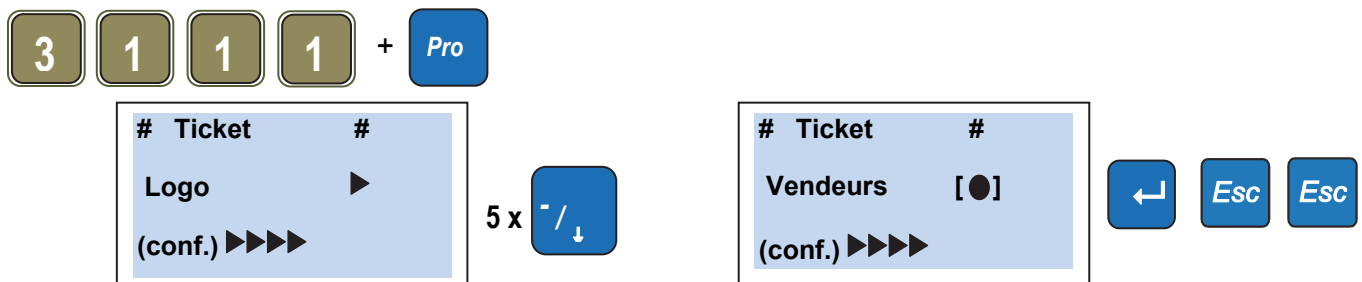 3 1 1 1 + Pro
# Ticket #
Logo ▶
(conf.) ▶▶▶▶
5 x -/↓
# Ticket #
Vendeurs [●]
(conf.) ▶▶▶▶
↵ Esc Esc